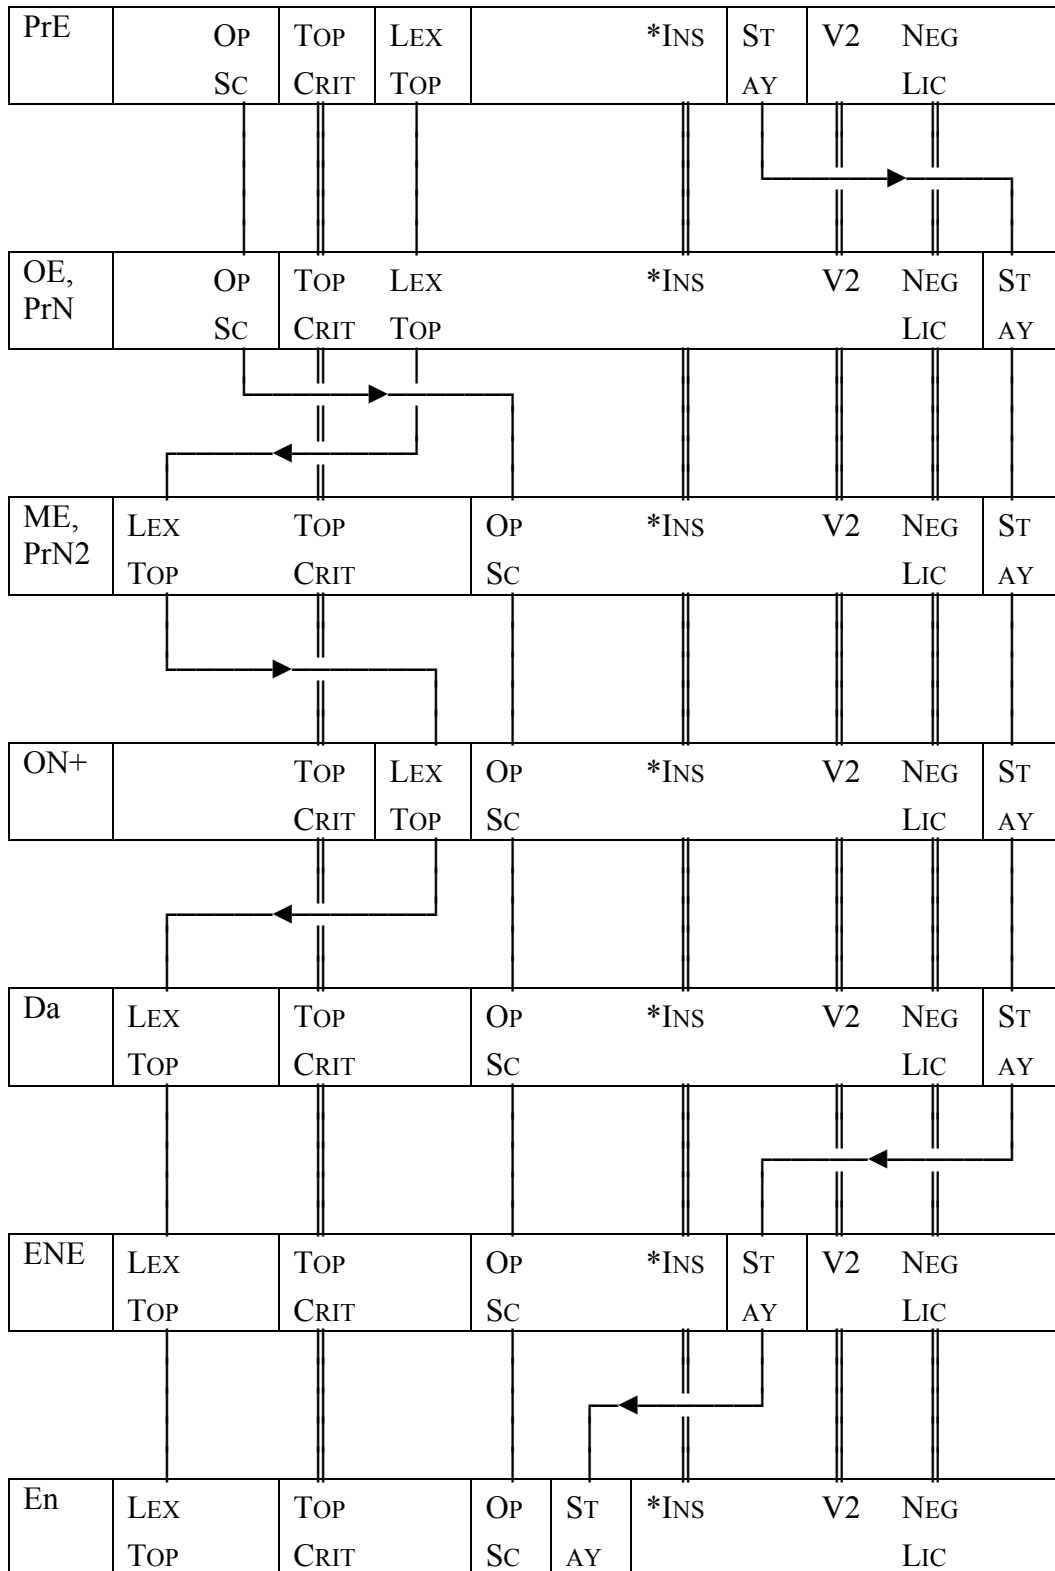 PrE OP TOP LEX *INS ST V2 NEG
SC CRIT TOP AY LIC
OE, OP TOP LEX *INS V2 NEG ST
PrN SC CRIT TOP LIC AY
ME, LEX TOP OP *INS V2 NEG ST
PrN2 TOP CRIT SC LIC AY
ON+ TOP LEX OP *INS V2 NEG ST
CRIT TOP SC LIC AY
Da LEX TOP OP *INS V2 NEG ST
TOP CRIT SC LIC AY
ENE LEX TOP OP *INS ST V2 NEG
TOP CRIT SC AY LIC
En LEX TOP OP ST *INS V2 NEG
TOP CRIT SC AY LIC